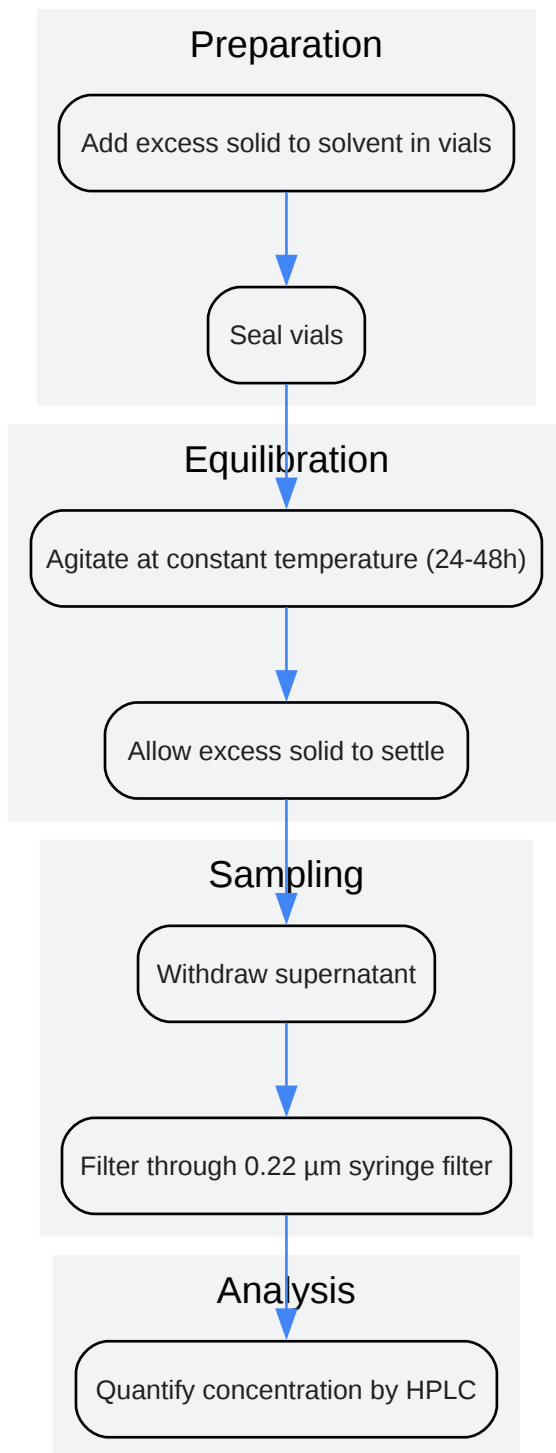 Preparation
Add excess solid to solvent in vials
Seal vials
Equilibration
Agitate at constant temperature (24-48h)
Allow excess solid to settle
Sampling
Withdraw supernatant
Filter through 0.22 µm syringe filter
Analysis
Quantify concentration by HPLC